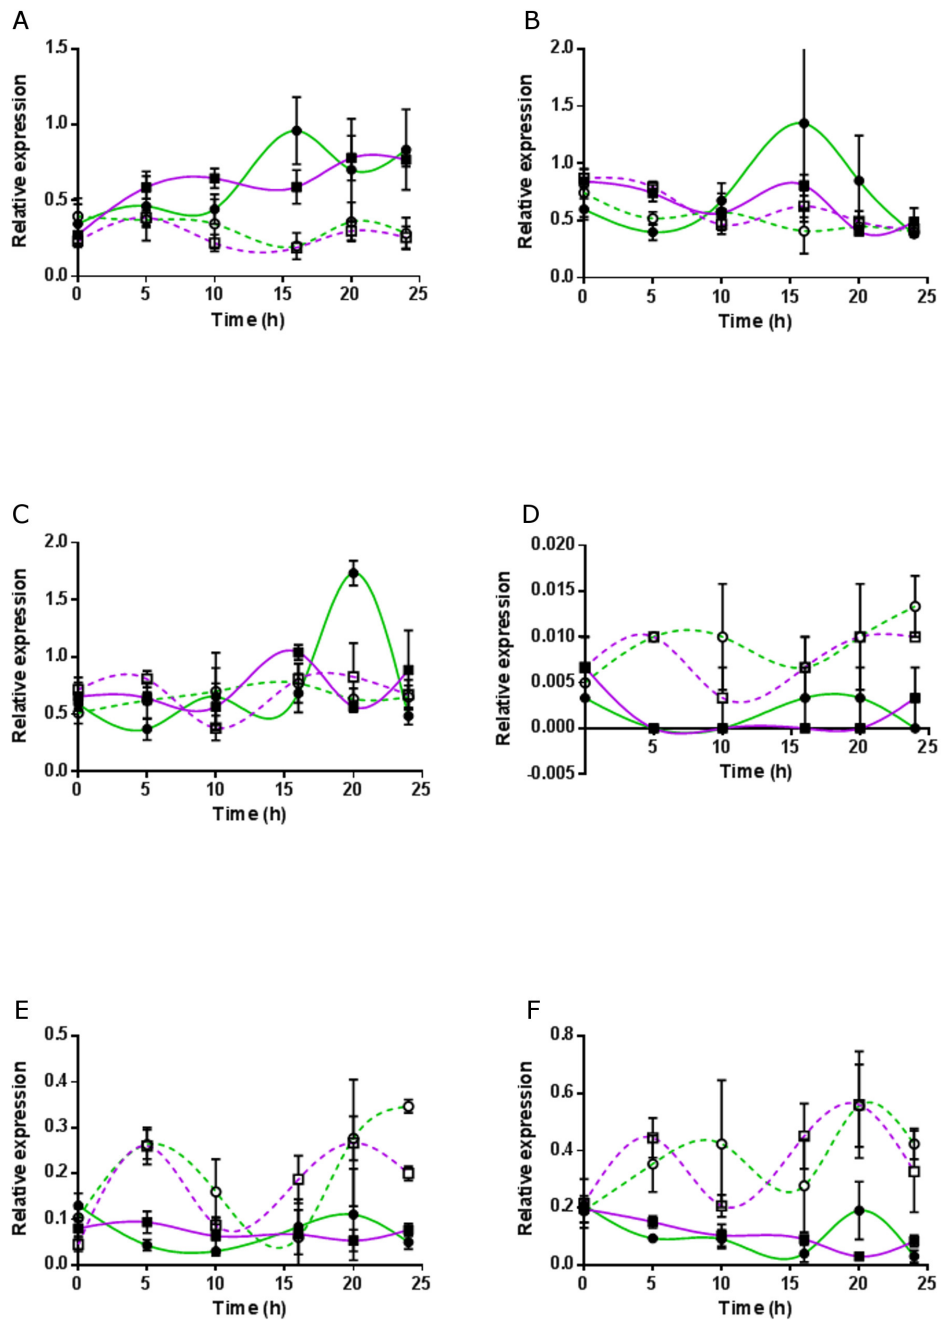 A
B
1.5
1.0
0.5
0.0
Relative expression
0 5 10 15 20 25
Time (h)
2.0
1.5
1.0
0.5
0.0
Relative expression
0 5 10 15 20 25
Time (h)
C
D
2.0
1.5
1.0
0.5
0.0
Relative expression
0 5 10 15 20 25
Time (h)
0.020
0.015
0.010
0.005
0.000
-0.005
Relative expression
5 10 15 20 25
Time (h)
E
F
0.5
0.4
0.3
0.2
0.1
0.0
Relative expression
0 5 10 15 20 25
Time (h)
0.8
0.6
0.4
0.2
0.0
Relative expression
0 5 10 15 20 25
Time (h)